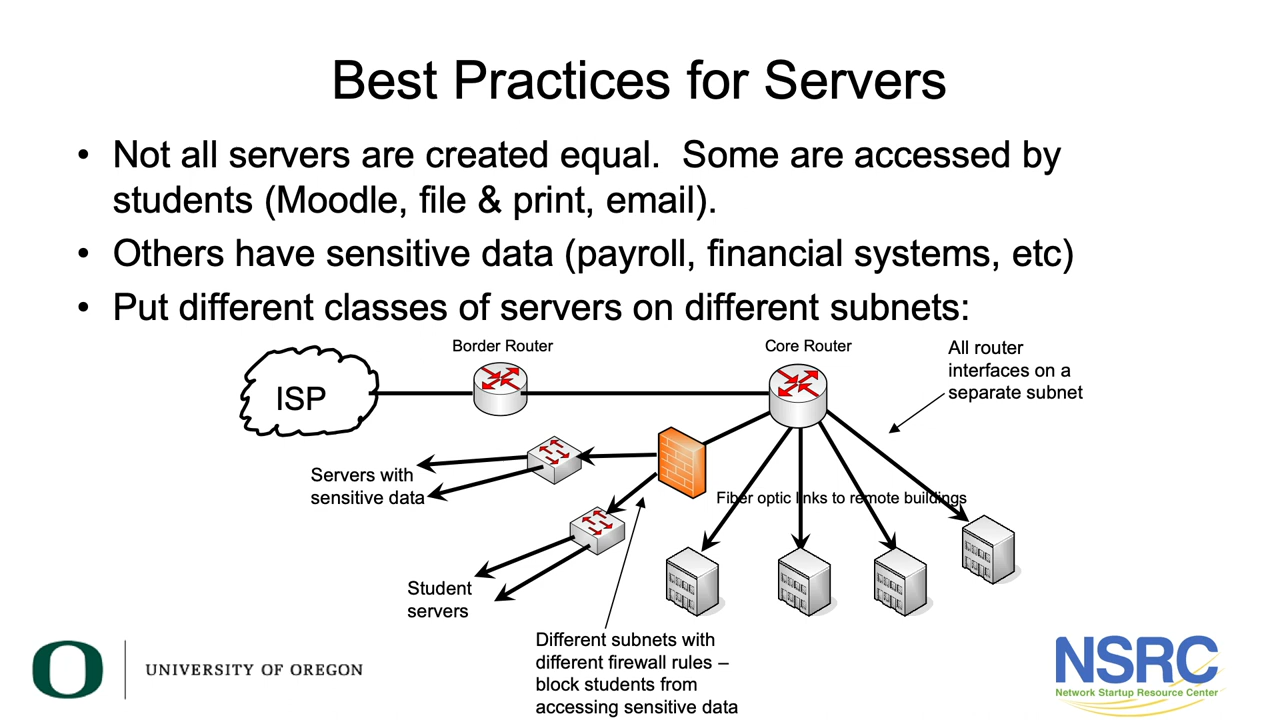 Best Practices for Servers
• Not all servers are created equal.  Some are accessed by
students (Moodle, file & print, email).
• Others have sensitive data (payroll, financial systems, etc)
• Put different classes of servers on different subnets:
Border Router
Core Router
All router
interfaces on a
separate subnet
ISP
Servers with
sensitive data
Fiber optic links to remote buildings
Student
servers
Different subnets with
different firewall rules –
block students from
accessing sensitive data
O
UNIVERSITY OF OREGON
NSRC
Network Startup Resource Center